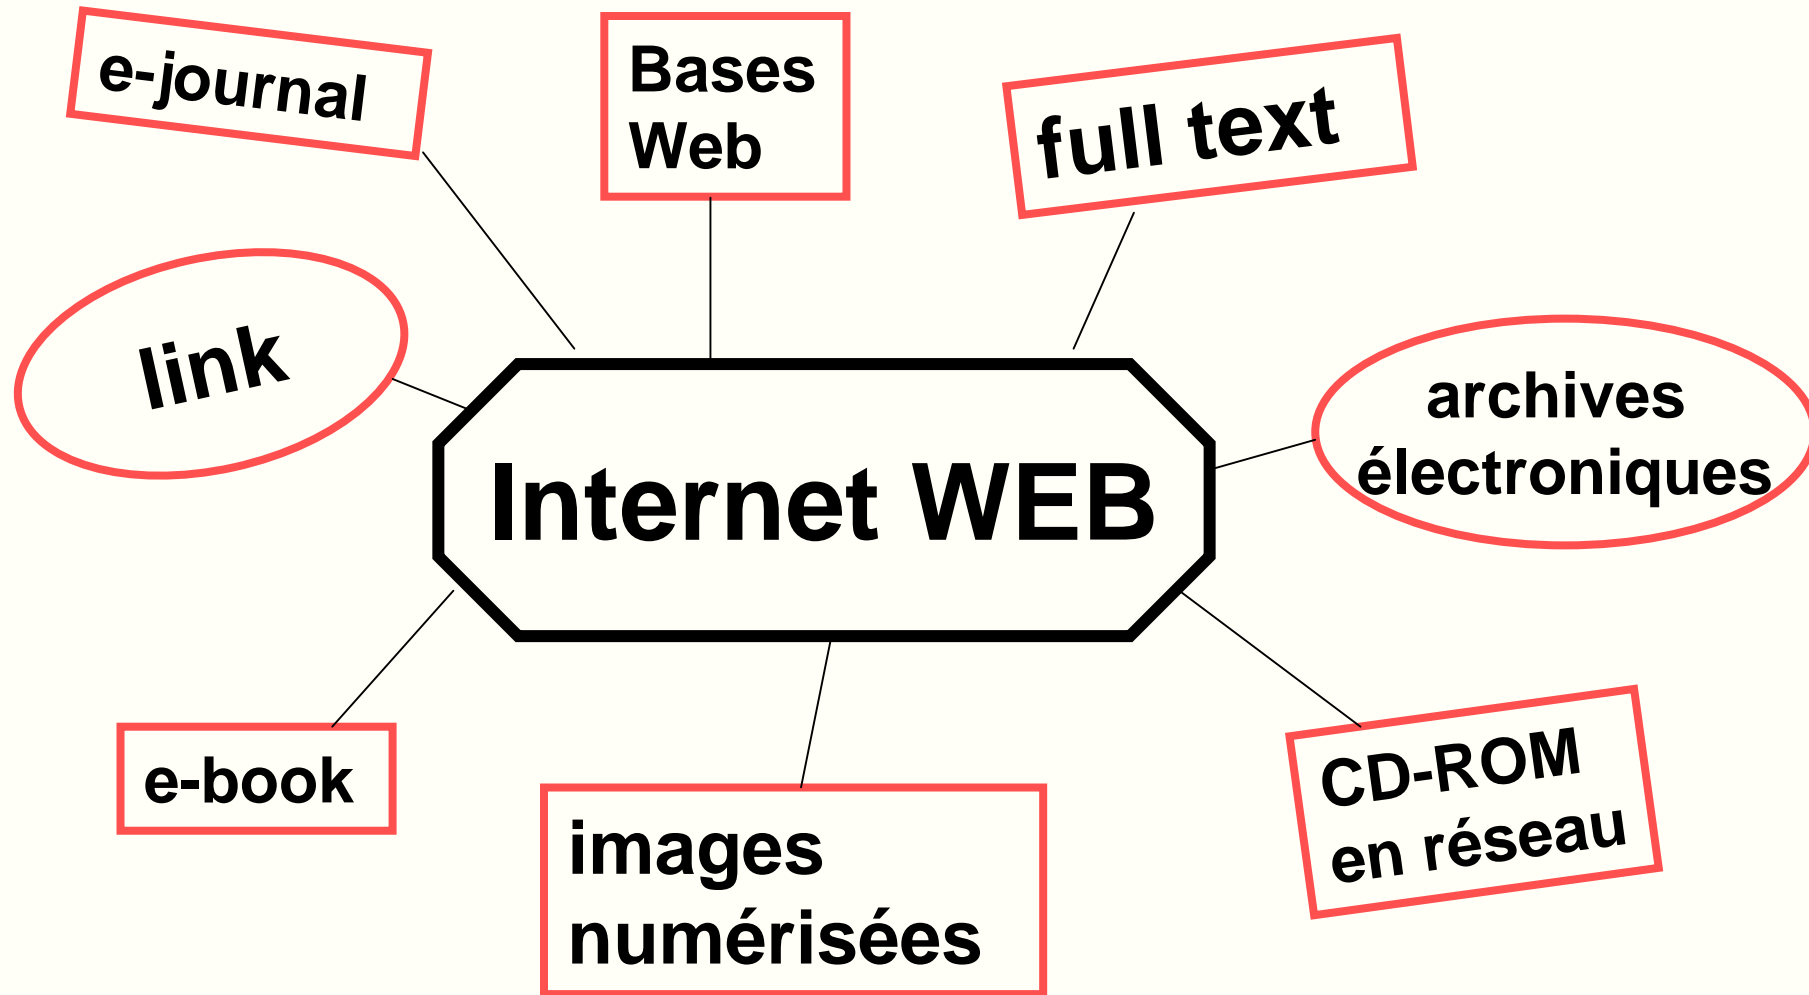 e-journal
Bases
Web
full text
link
archives
électroniques
Internet WEB
e-book
images
numérisées
CD-ROM
en réseau